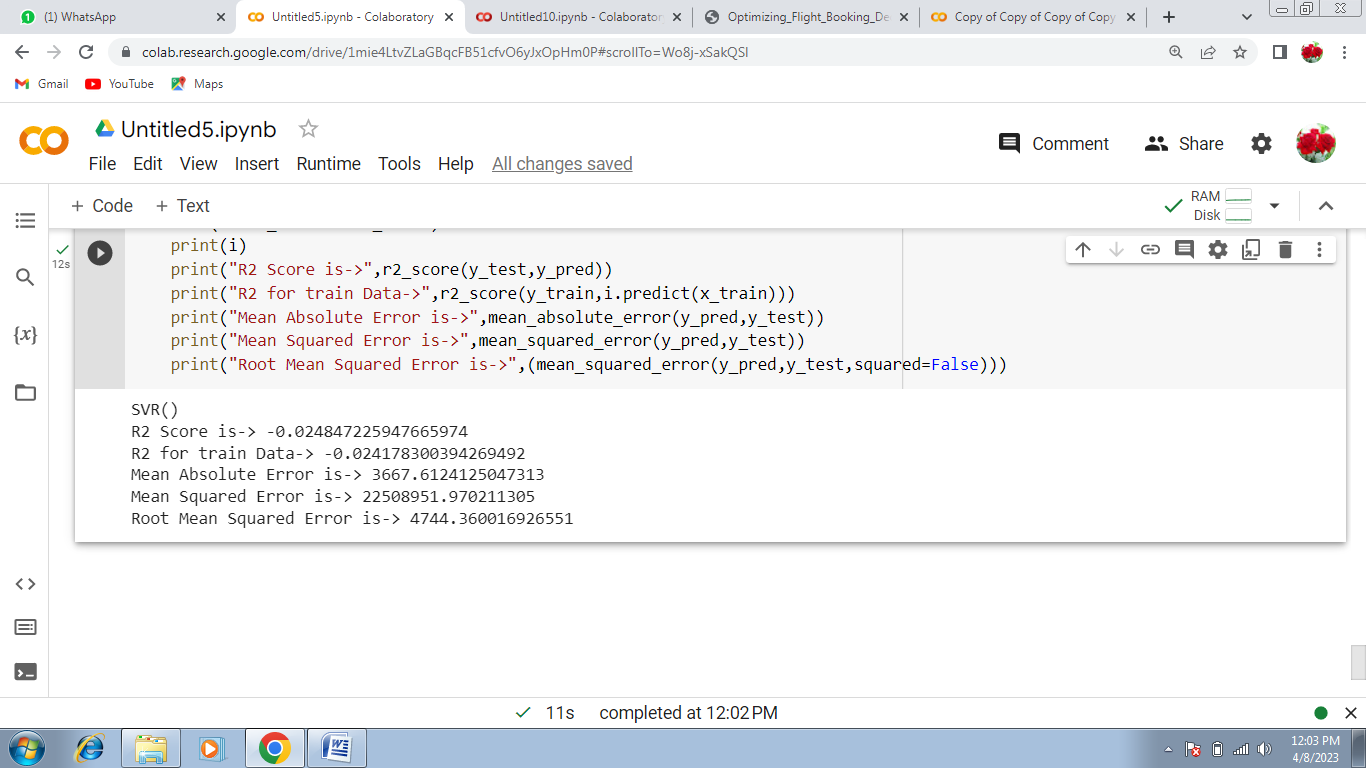 (1) WhatsApp
Untitled5.ipynb - Colaboratory
Untitled10.ipynb - Colaborator
Optimizing_Flight_Booking_De
Copy of Copy of Copy of Copy
colab.research.google.com/drive/1mie4LtvZLaGBqcFB51cfvO6yJxOpHm0P#scrollTo=Wo8j-xSakQSl
Gmail YouTube Maps
Untitled5.ipynb
File Edit View Insert Runtime Tools Help All changes saved
Comment Share
+ Code + Text
RAM
Disk
12s
print(i)
print("R2 Score is->",r2_score(y_test,y_pred))
print("R2 for train Data->",r2_score(y_train,i.predict(x_train)))
print("Mean Absolute Error is->",mean_absolute_error(y_pred,y_test))
print("Mean Squared Error is->",mean_squared_error(y_pred,y_test))
print("Root Mean Squared Error is->",(mean_squared_error(y_pred,y_test,squared=False)))
SVR()
R2 Score is-> -0.024847225947665974
R2 for train Data-> -0.024178300394269492
Mean Absolute Error is-> 3667.6124125047313
Mean Squared Error is-> 22508951.970211305
Root Mean Squared Error is-> 4744.360016926551
{x}
<>
11s completed at 12:02 PM
12:03 PM
4/8/2023